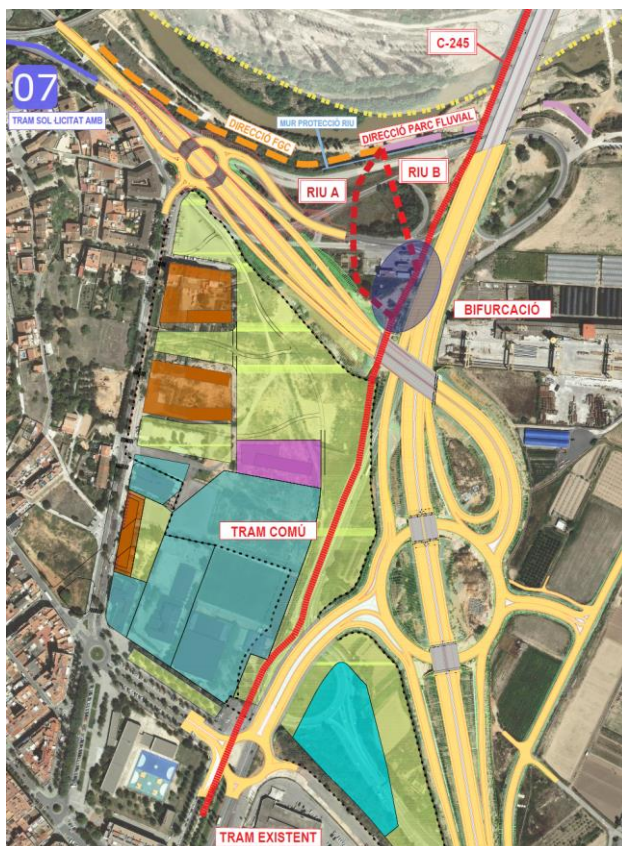 C-245
07
TRAM SOL·LICITAT AMB
DIRECCIÓ FGC
MUR PROTECCIÓ RIU
DIRECCIÓ PARC FLUVIAL
RIU A
RIU B
BIFURCACIÓ
TRAM COMÚ
TRAM EXISTENT